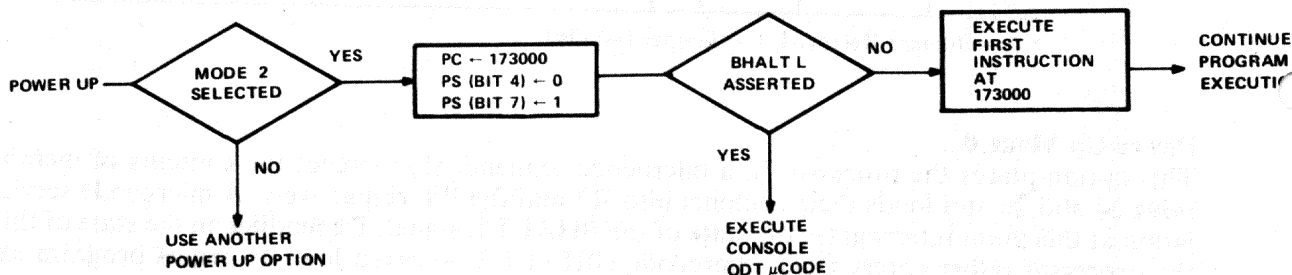 POWER UP
MODE 2
SELECTED
YES
NO
USE ANOTHER
POWER UP OPTION
PC ← 173000
PS (BIT 4) ← 0
PS (BIT 7) ← 1
BHALT L
ASSERTED
NO
YES
EXECUTE
CONSOLE
ODT μCODE
EXECUTE
FIRST
INSTRUCTION
AT
173000
CONTINUE
PROGRAM